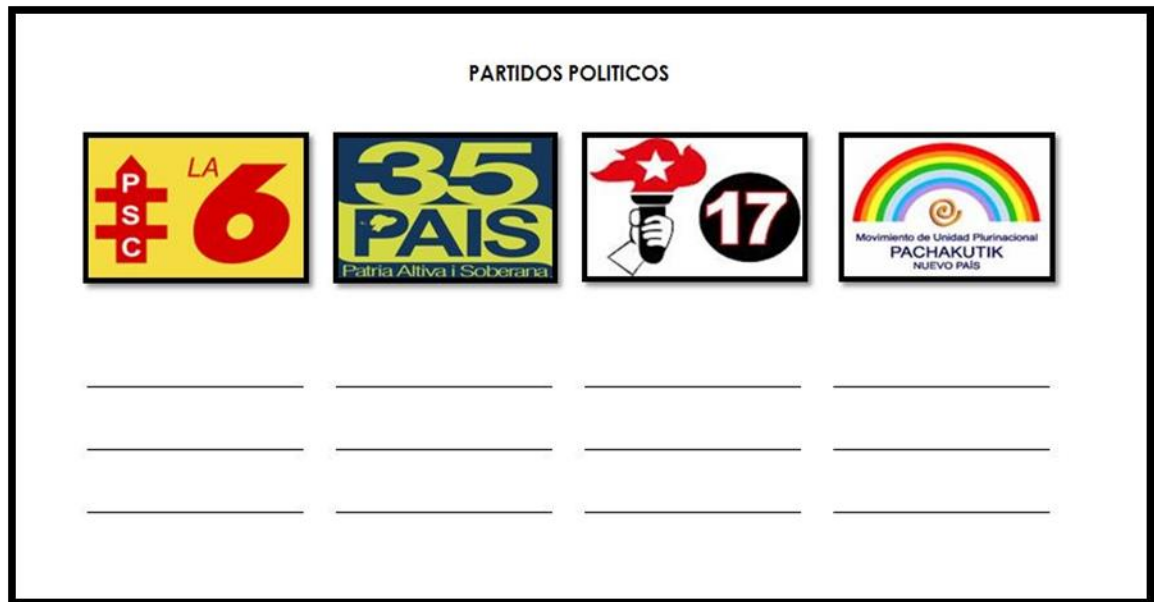 PARTIDOS POLITICOS
P
S
C
LA
6
35
PAIS
Patria Altiva i Soberana
17
Movimiento de Unidad Plurinacional
PACHAKUTIK
NUEVO PAÍS